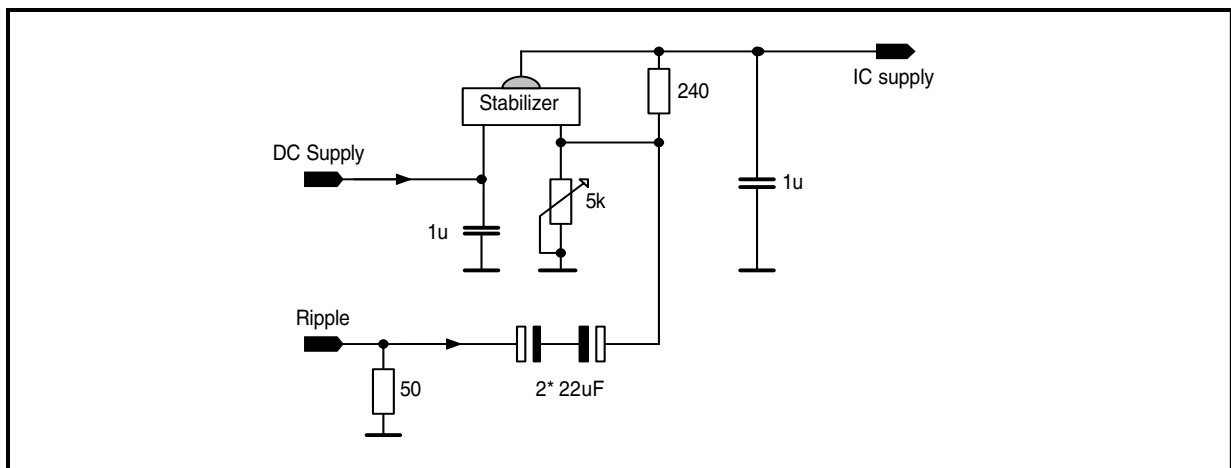 IC supply
240
Stabilizer
DC Supply
5k
1u
1u
Ripple
50
2* 22uF